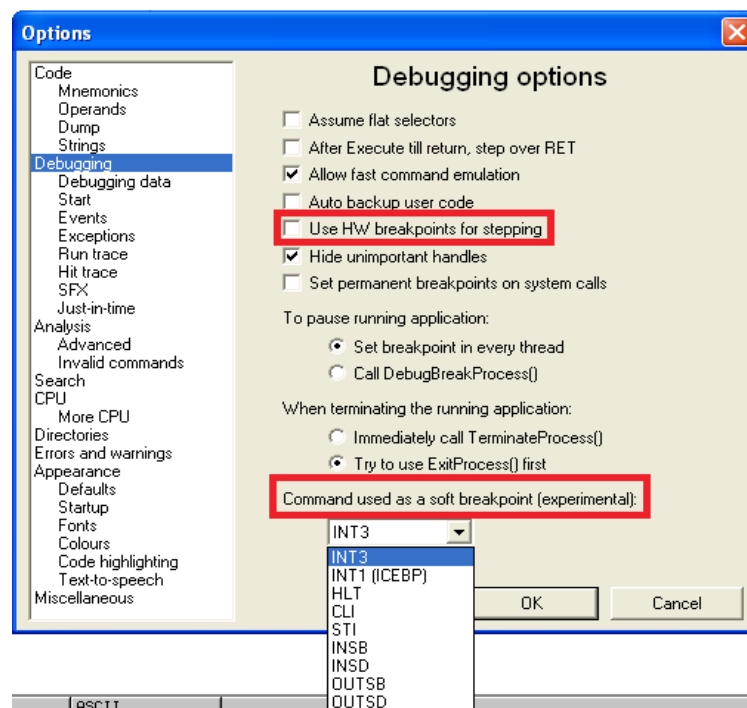 Options
Code
Mnemonics
Operands
Dump
Strings
Debugging
Debugging data
Start
Events
Exceptions
Run trace
Hit trace
SFX
Just-in-time
Analysis
Advanced
Invalid commands
Search
CPU
More CPU
Directories
Errors and warnings
Appearance
Defaults
Startup
Fonts
Colours
Code highlighting
Text-to-speech
Miscellaneous
Debugging options
Assume flat selectors
After Execute till return, step over RET
Allow fast command emulation
Auto backup user code
Use HW breakpoints for stepping
Hide unimportant handles
Set permanent breakpoints on system calls
To pause running application:
Set breakpoint in every thread
Call DebugBreakProcess()
When terminating the running application:
Immediately call TerminateProcess()
Try to use ExitProcess() first
Command used as a soft breakpoint (experimental):
INT3
INT3
INT1 (ICEBP)
HLT
CLI
STI
INSB
INSD
OUTSB
OUTSD
OK
Cancel
ASCII